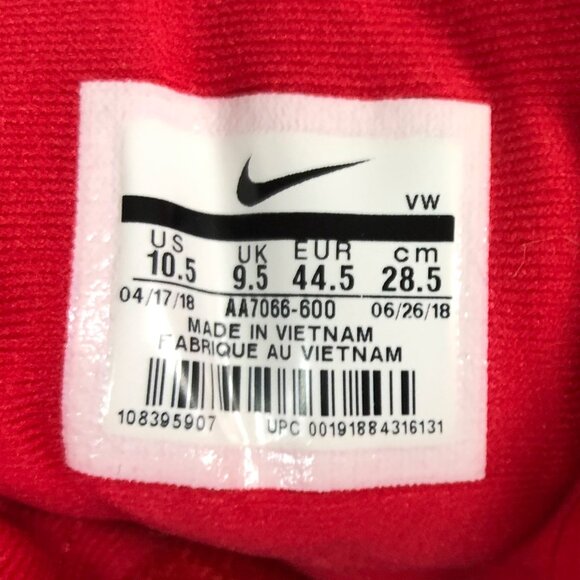 VW
US UK EUR cm
10.5 9.5 44.5 28.5
04/17/18 AA7066-600 06/26/18
MADE IN VIETNAM
FABRIQUE AU VIETNAM
108395907 UPC 00191884316131